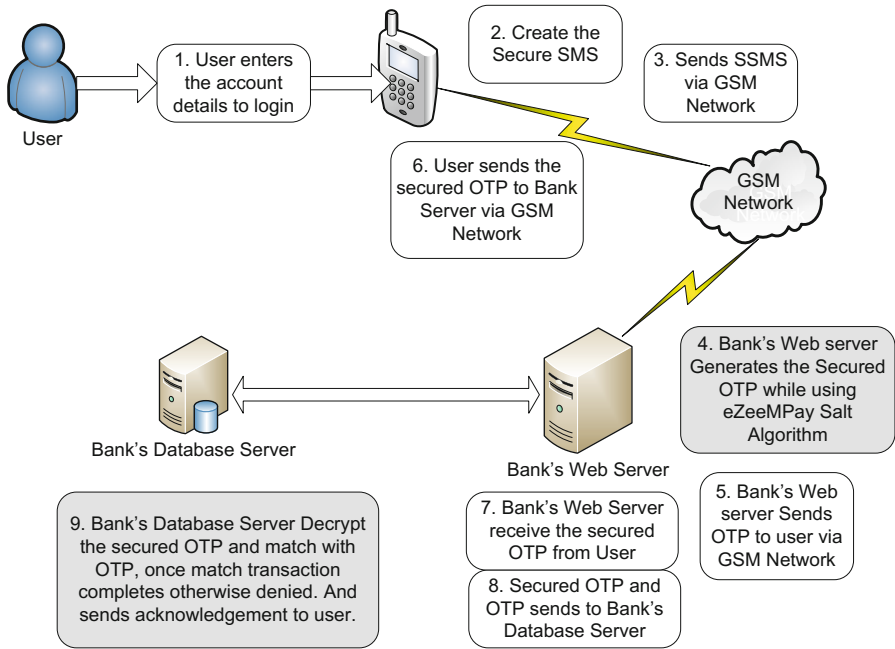 1. User enters
the account
details to login
User
2. Create the
Secure SMS
3. Sends SSMS
via GSM
Network
6. User sends the
secured OTP to Bank
Server via GSM
Network
GSM
Network
4. Bank's Web server
Generates the Secured
OTP while using
eZeeMPay Salt
Algorithm
Bank's Database Server
Bank's Web Server
5. Bank's Web
server Sends
OTP to user via
GSM Network
7. Bank's Web Server
receive the secured
OTP from User
8. Secured OTP and
OTP sends to Bank's
Database Server
9. Bank's Database Server Decrypt
the secured OTP and match with
OTP, once match transaction
completes otherwise denied. And
sends acknowledgement to user.